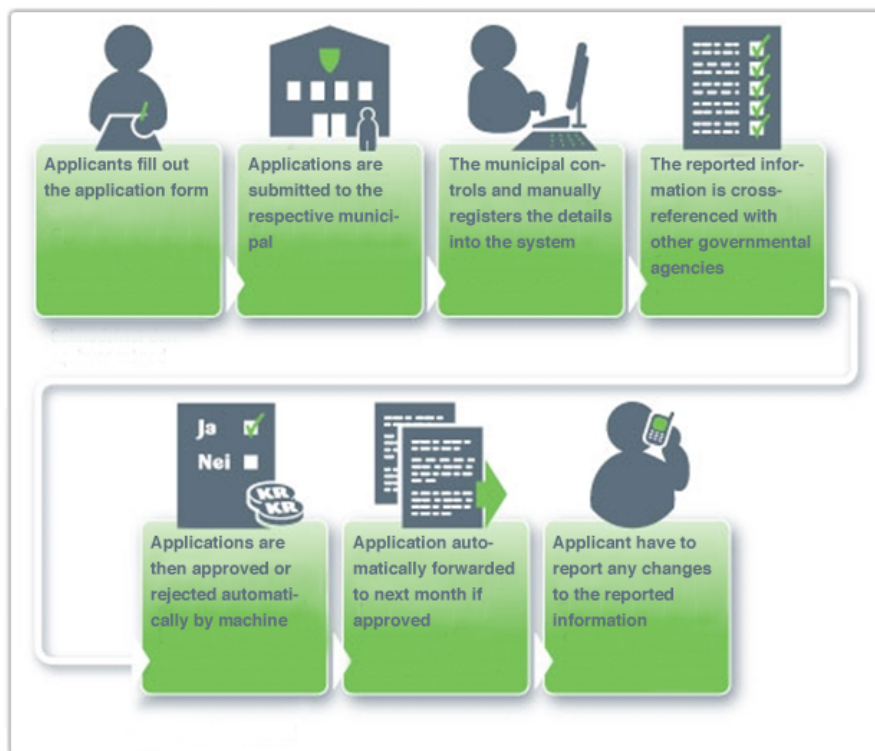 Applicants fill out
the application form
Applications are
submitted to the
respective munici-
pal
The municipal con-
trols and manually
registers the details
into the system
The reported infor-
mation is cross-
referenced with
other governmental
agencies
Ja
Nei
KR
KR
Applications are
then approved or
rejected automati-
cally by machine
Application auto-
matically forwarded
to next month if
approved
Applicant have to
report any changes
to the reported
information